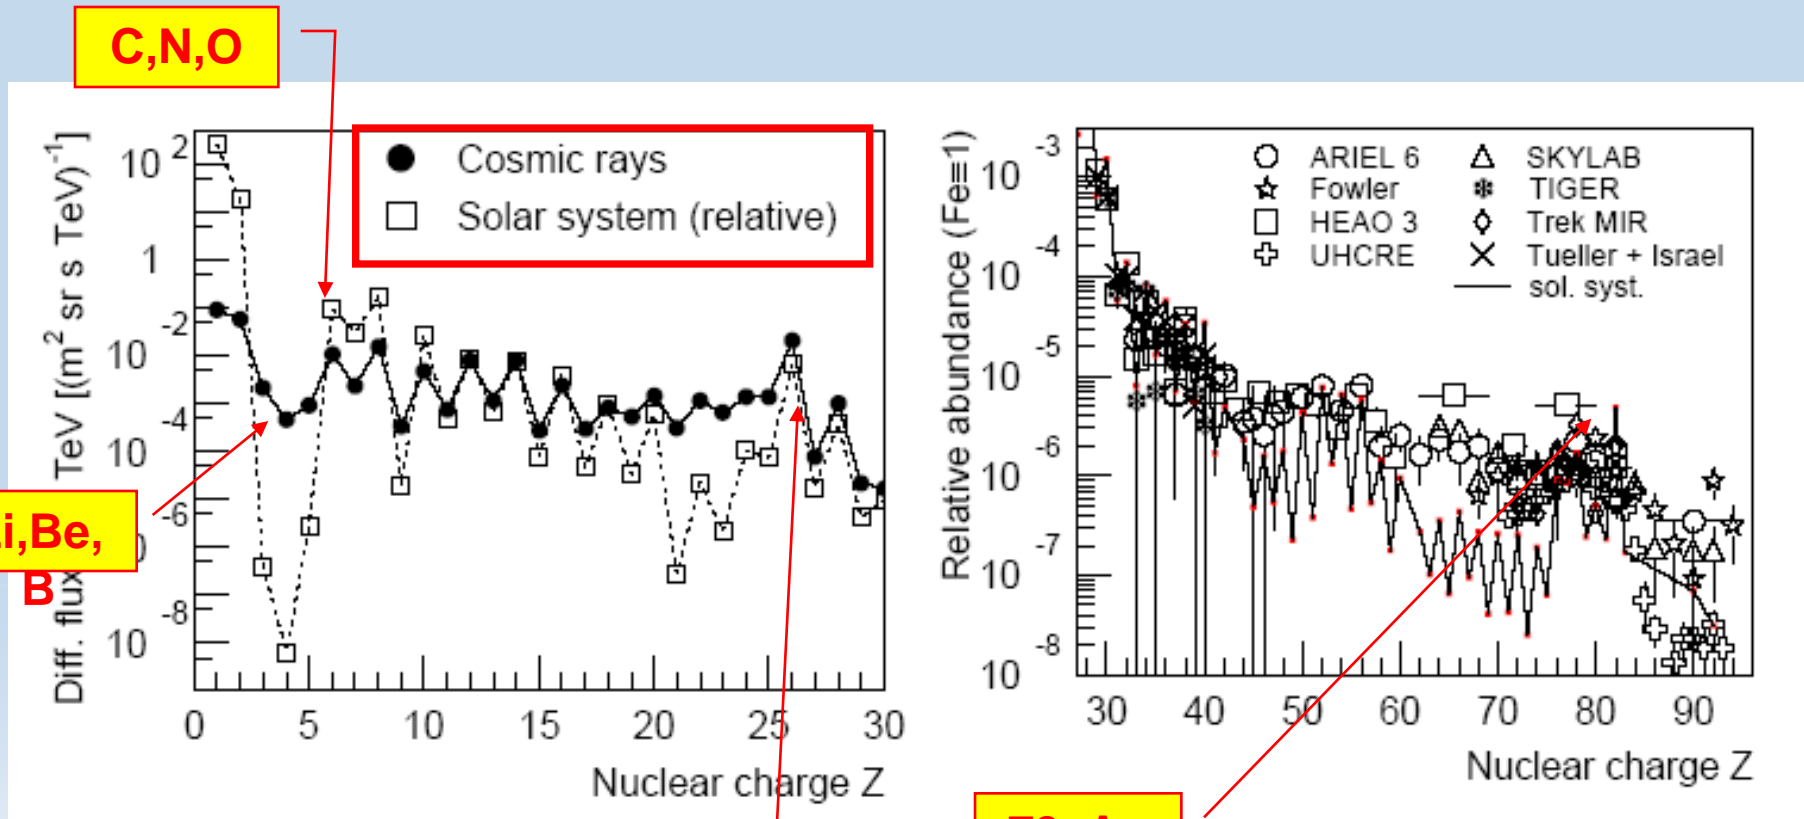 C,N,O
Cosmic rays
Solar system (relative)
Diff. flux TeV [(m² sr s TeV)⁻¹]
10 2
1
10 -2
10 -4
-6
10 -8
0 5 10 15 20 25 30
Nuclear charge Z
i,Be,
B
Relative abundance (Fe≡1)
10 -3
10 -4
10 -5
10 -6
10 -7
10 -8
ARIEL 6 SKYLAB
Fowler TIGER
HEAO 3 Trek MIR
UHCRE Tueller + Israel
sol. syst.
30 40 50 60 70 80 90
Nuclear charge Z